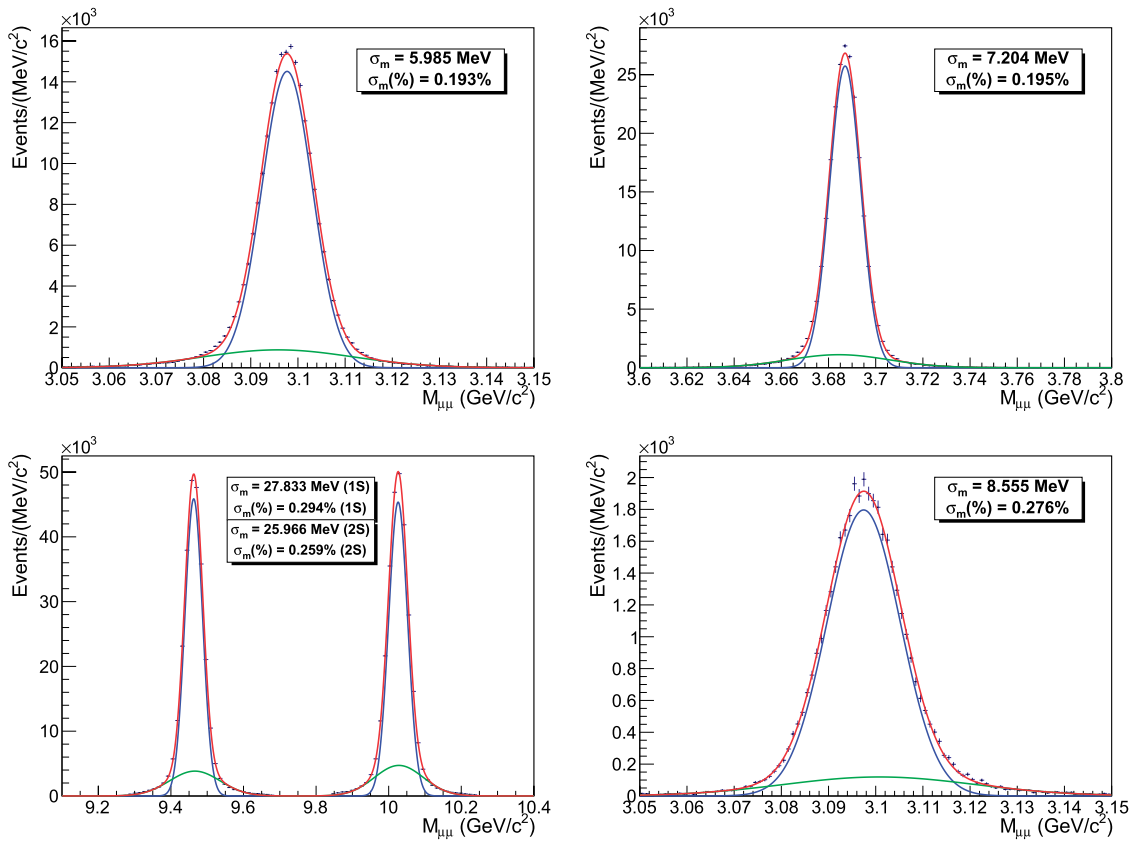 ×10³
Events/(MeV/c²)
16
14
12
10
8
6
4
2
0
σm = 5.985 MeV
σm(%) = 0.193%
3.05 3.06 3.07 3.08 3.09 3.1 3.11 3.12 3.13 3.14 3.15
Mμμ (GeV/c²)
×10³
Events/(MeV/c²)
25
20
15
10
5
0
σm = 7.204 MeV
σm(%) = 0.195%
3.6 3.62 3.64 3.66 3.68 3.7 3.72 3.74 3.76 3.78 3.8
Mμμ (GeV/c²)
×10³
Events/(MeV/c²)
50
40
30
20
10
0
σm = 27.833 MeV (1S)
σm(%) = 0.294% (1S)
σm = 25.966 MeV (2S)
σm(%) = 0.259% (2S)
9.2 9.4 9.6 9.8 10 10.2 10.4
Mμμ (GeV/c²)
×10³
Events/(MeV/c²)
2
1.8
1.6
1.4
1.2
1
0.8
0.6
0.4
0.2
0
σm = 8.555 MeV
σm(%) = 0.276%
3.05 3.06 3.07 3.08 3.09 3.1 3.11 3.12 3.13 3.14 3.15
Mμμ (GeV/c²)